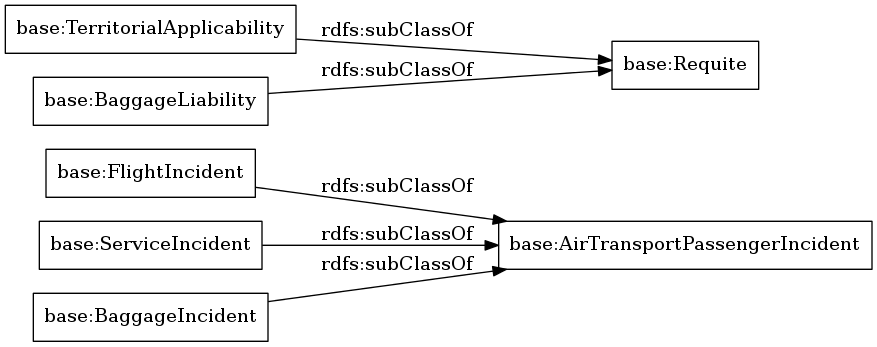 base:TerritorialApplicability
rdfs:subClassOf
base:Requite
rdfs:subClassOf
base:BaggageLiability
base:FlightIncident
rdfs:subClassOf
base:ServiceIncident
rdfs:subClassOf
base:AirTransportPassengerIncident
rdfs:subClassOf
base:BaggageIncident